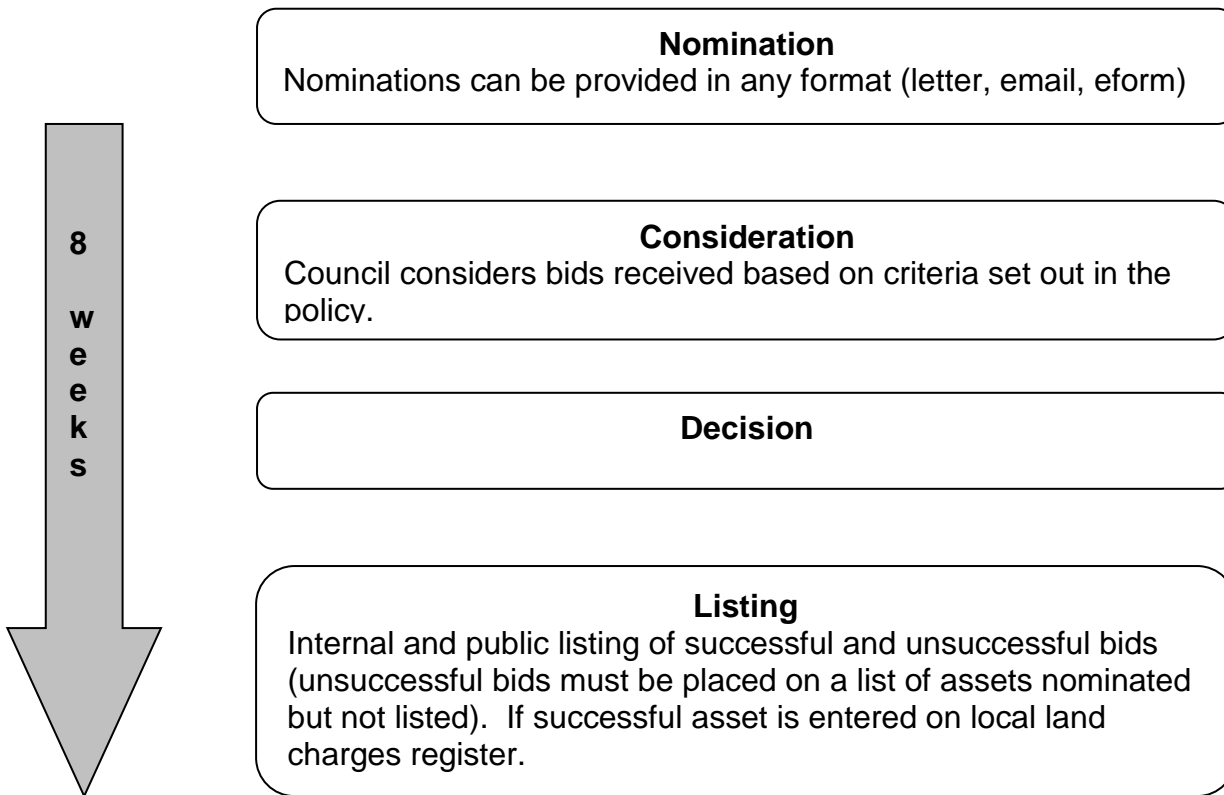 Nomination
Nominations can be provided in any format (letter, email, eform)
8
w
e
e
k
s
Consideration
Council considers bids received based on criteria set out in the
policy.
Decision
Listing
Internal and public listing of successful and unsuccessful bids
(unsuccessful bids must be placed on a list of assets nominated
but not listed).  If successful asset is entered on local land
charges register.